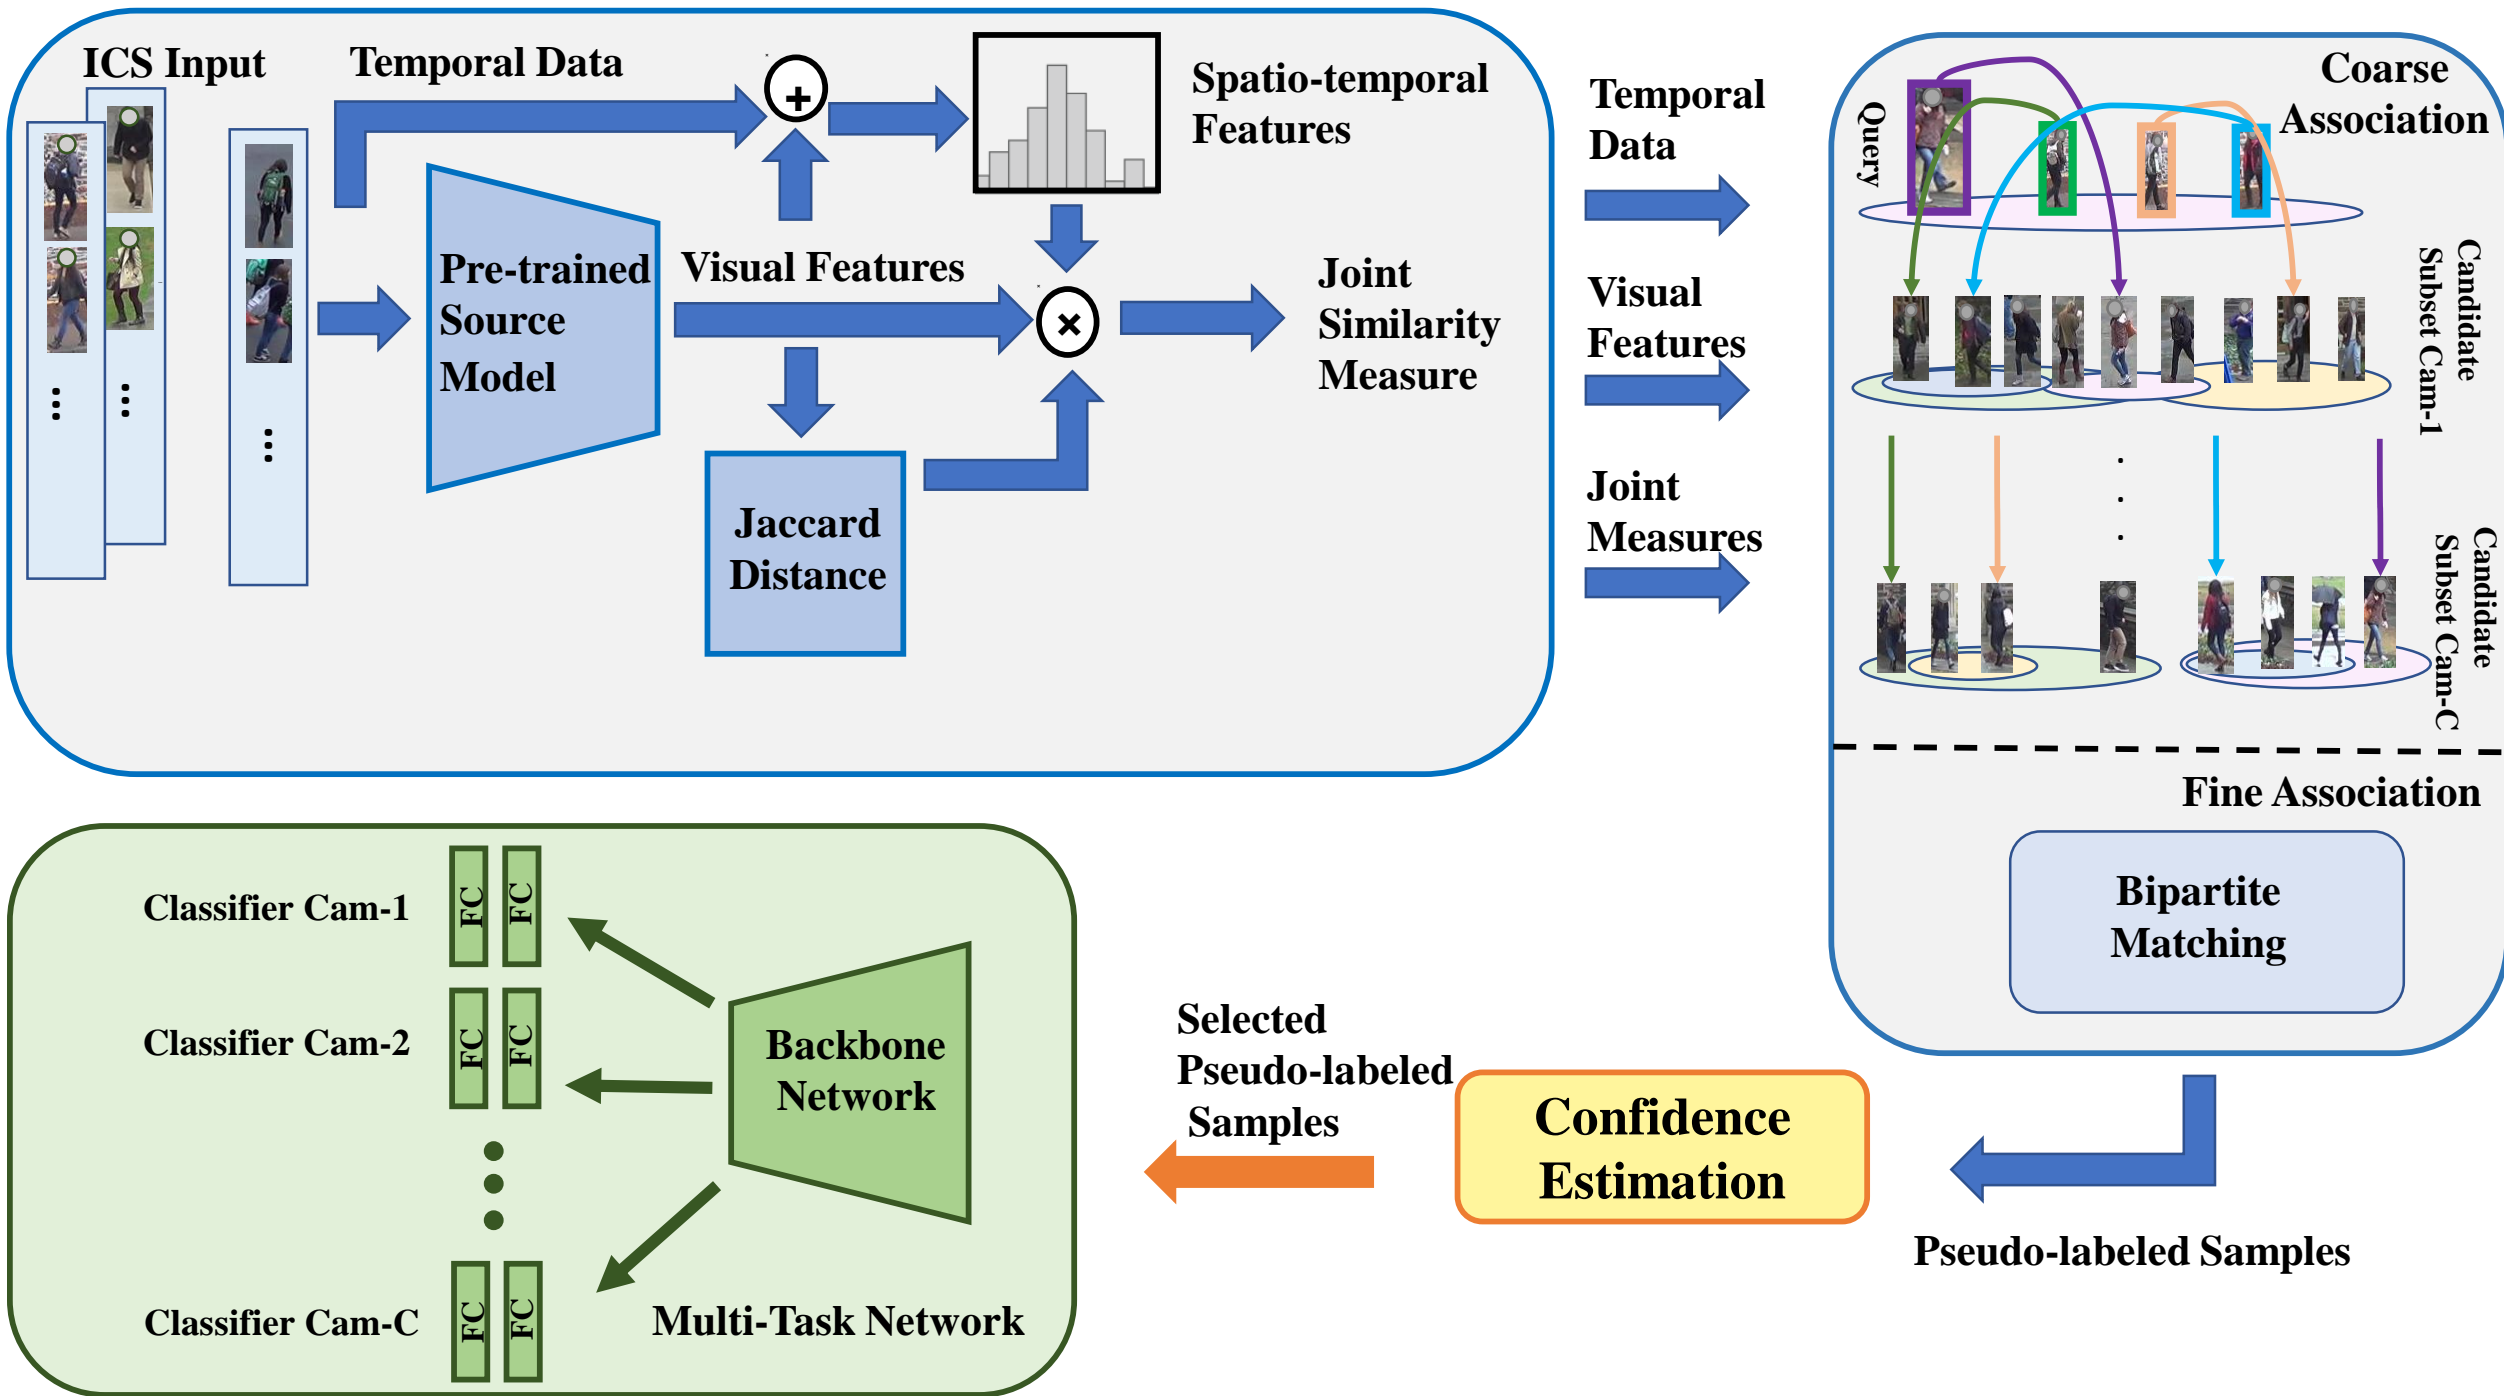 ICS Input
Temporal Data
+
Spatio-temporal
Features
Pre-trained
Source
Model
Visual Features
×
Joint
Similarity
Measure
Jaccard
Distance
Temporal
Data
Visual
Features
Joint
Measures
Coarse
Association
Query
Candidate
Subset Cam-1
Candidate
Subset Cam-C
Fine Association
Bipartite
Matching
Pseudo-labeled Samples
Confidence
Estimation
Selected
Pseudo-labeled
Samples
Classifier Cam-1
FC FC
Classifier Cam-2
FC FC
Classifier Cam-C
FC FC
Backbone
Network
Multi-Task Network